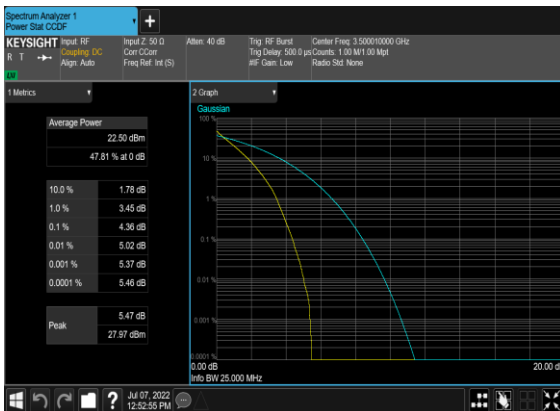 Spectrum Analyzer 1
Power Stat CCDF
+
KEYSIGHT
R T
LV
Input: RF
Coupling: DC
Align: Auto
Input Z: 50 Ω
Corr CCorr
Freq Ref: Int (S)
Atten: 40 dB
Trig: RF Burst
Trig Delay: 500.0 µs
#IF Gain: Low
Center Freq: 3.500010000 GHz
Counts: 1.00 M/1.00 Mpt
Radio Std: None
1 Metrics
Average Power
22.50 dBm
47.81 % at 0 dB
10.0 % 1.78 dB
1.0 % 3.45 dB
0.1 % 4.36 dB
0.01 % 5.02 dB
0.001 % 5.37 dB
0.0001 % 5.46 dB
Peak
5.47 dB
27.97 dBm
2 Graph
Gaussian
100 %
10 %
1 %
0.1 %
0.01 %
0.001 %
0.0001 %
0.00 dB
20.00 d
Info BW 25.000 MHz
?
Jul 07, 2022
12:52:55 PM